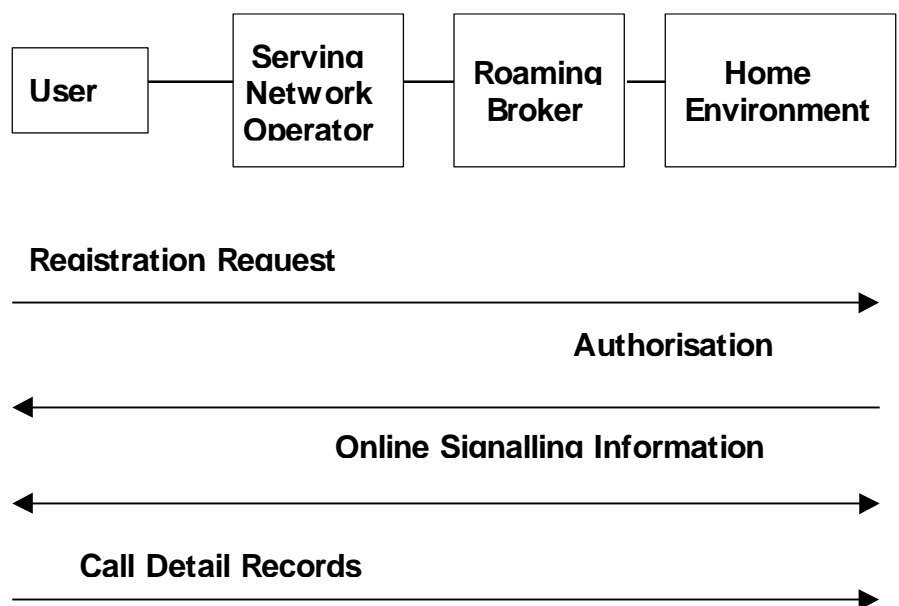 User
Serving
Network
Operator
Roaming
Broker
Home
Environment
Registration Request
Authorisation
Online Signalling Information
Call Detail Records